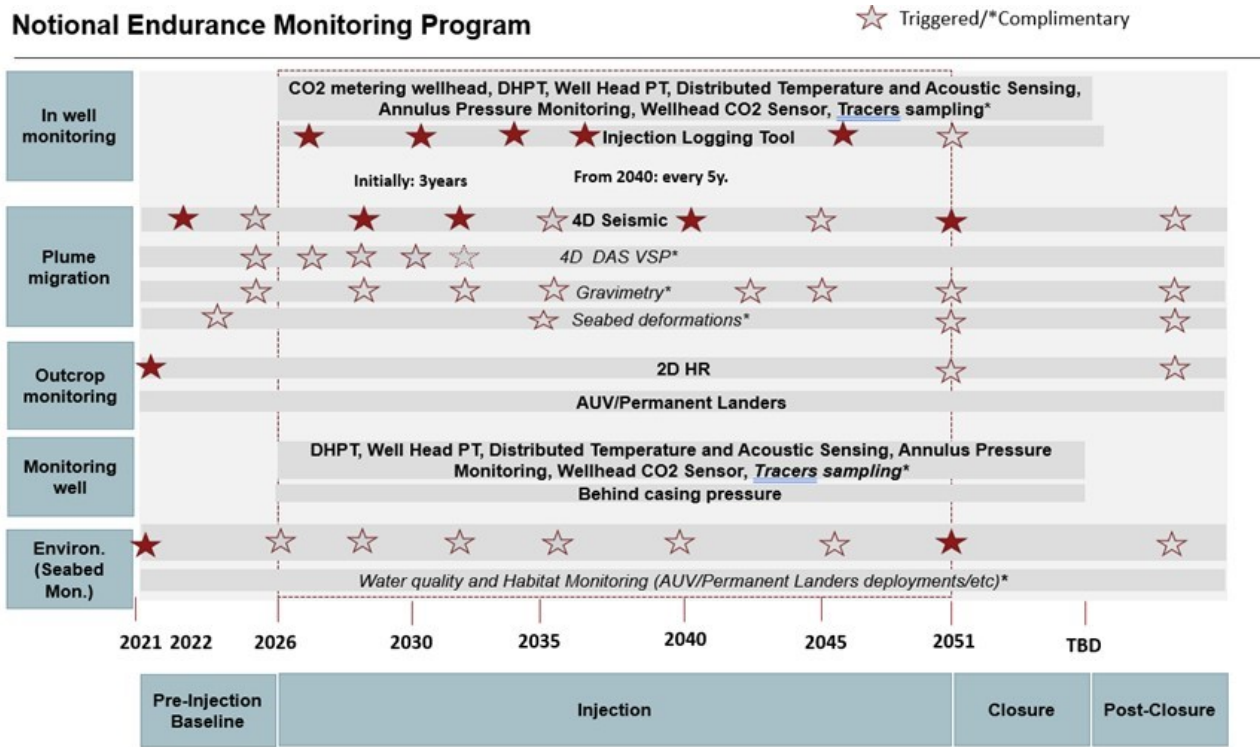 Notional Endurance Monitoring Program
Triggered/*Complimentary
In well
monitoring
CO2 metering wellhead, DHPT, Well Head PT, Distributed Temperature and Acoustic Sensing,
Annulus Pressure Monitoring, Wellhead CO2 Sensor, Tracers sampling*
Injection Logging Tool
Initially: 3years
From 2040: every 5y.
Plume
migration
4D Seismic
4D DAS VSP*
Gravimetry*
Seabed deformations*
Outcrop
monitoring
2D HR
AUV/Permanent Landers
Monitoring
well
DHPT, Well Head PT, Distributed Temperature and Acoustic Sensing, Annulus Pressure
Monitoring, Wellhead CO2 Sensor, Tracers sampling*
Behind casing pressure
Environ.
(Seabed
Mon.)
Water quality and Habitat Monitoring (AUV/Permanent Landers deployments/etc)*
2021 2022 2026 2030 2035 2040 2045 2051 TBD
Pre-Injection
Baseline
Injection
Closure
Post-Closure